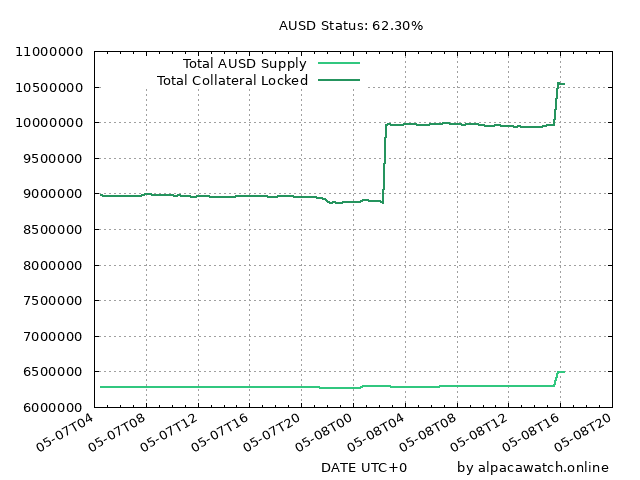 AUSD Status: 62.30%
11000000
10500000
10000000
9500000
9000000
8500000
8000000
7500000
7000000
6500000
6000000
Total AUSD Supply
Total Collateral Locked
05-07T04 05-07T08 05-07T12 05-07T16 05-07T20 05-08T00 05-08T04 05-08T08 05-08T12 05-08T16 05-08T20
DATE UTC+0 by alpacawatch.online